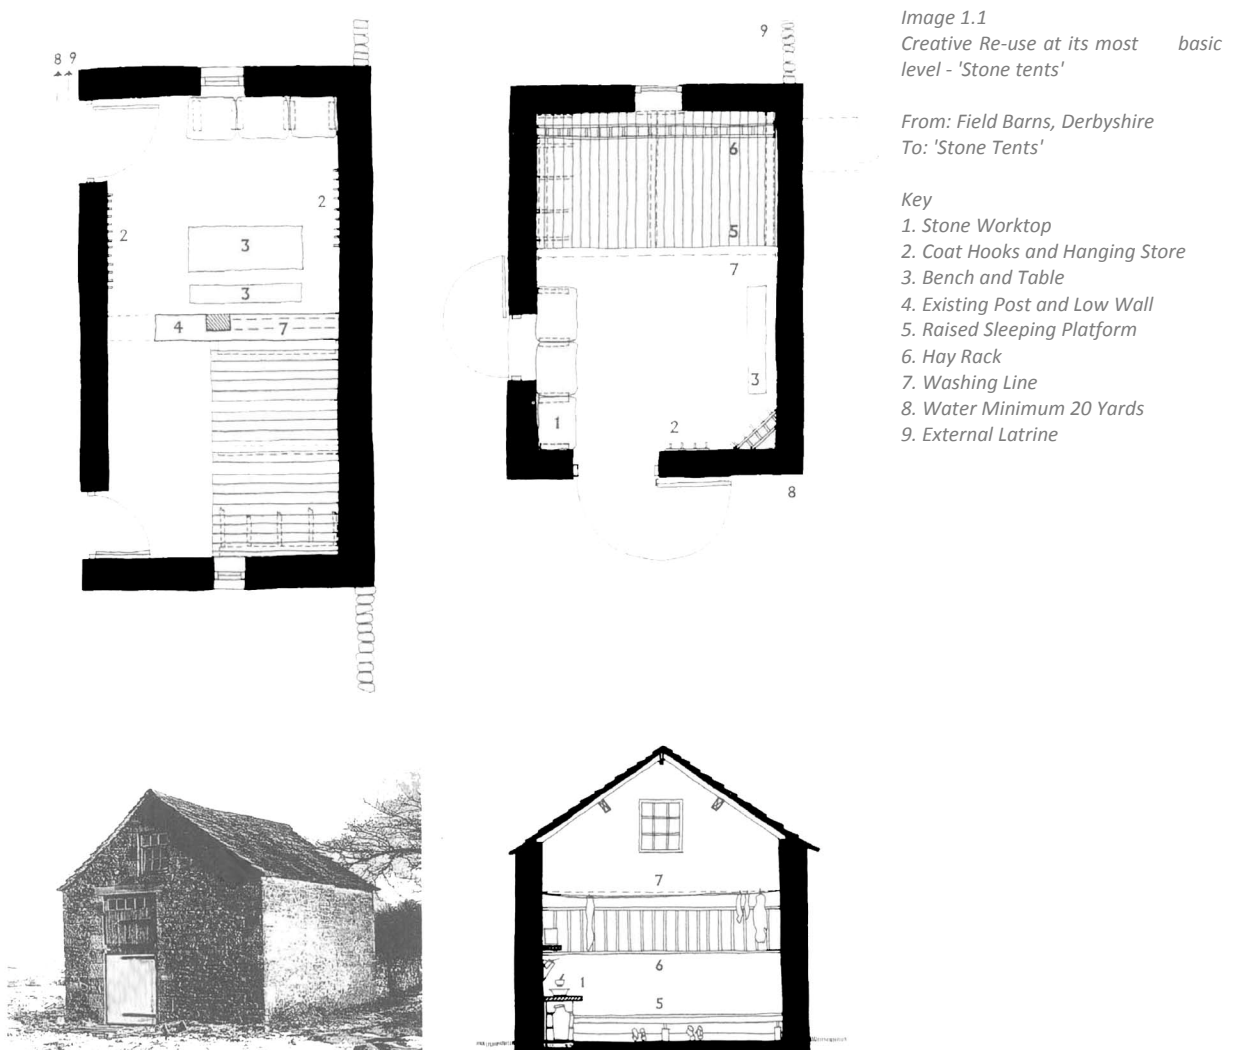 Image 1.1
Creative Re-use at its most basic
level - 'Stone tents'
From: Field Barns, Derbyshire
To: 'Stone Tents'
Key
1. Stone Worktop
2. Coat Hooks and Hanging Store
3. Bench and Table
4. Existing Post and Low Wall
5. Raised Sleeping Platform
6. Hay Rack
7. Washing Line
8. Water Minimum 20 Yards
9. External Latrine
8 9
2
2
3
3
4 7
9
6
5
7
3
1
2
8
7
6
1
5